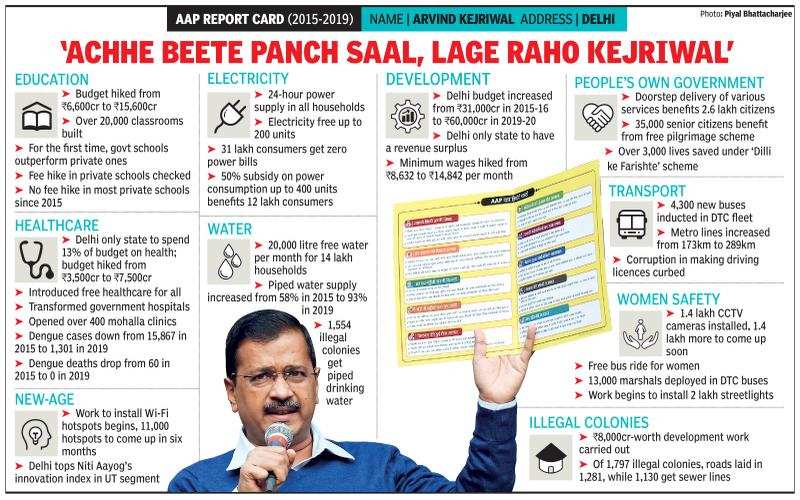 Photo: Piyal Bhattacharjee
AAP REPORT CARD (2015-2019) NAME | ARVIND KEJRIWAL ADDRESS | DELHI
'ACHHE BEETE PANCH SAAL, LAGE RAHO KEJRIWAL'
EDUCATION
➤ Budget hiked from
₹6,600cr to ₹15,600cr
➤ Over 20,000 classrooms
built
➤ For the first time, govt schools
outperform private ones
➤ Fee hike in private schools checked
➤ No fee hike in most private schools
since 2015
HEALTHCARE
➤ Delhi only state to spend
13% of budget on health;
budget hiked from
₹3,500cr to ₹7,500cr
➤ Introduced free healthcare for all
➤ Transformed government hospitals
➤ Opened over 400 mohalla clinics
➤ Dengue cases down from 15,867 in
2015 to 1,301 in 2019
➤ Dengue deaths drop from 60 in
2015 to 0 in 2019
NEW-AGE
➤ Work to install Wi-Fi
hotspots begins, 11,000
hotspots to come up in six
months
➤ Delhi tops Niti Aayog's
innovation index in UT segment
ELECTRICITY
➤ 24-hour power
supply in all households
➤ Electricity free up to
200 units
➤ 31 lakh consumers get zero
power bills
➤ 50% subsidy on power
consumption up to 400 units
benefits 12 lakh consumers
WATER
➤ 20,000 litre free water
per month for 14 lakh
households
➤ Piped water supply
increased from 58% in 2015 to 93%
in 2019
➤ 1,554
illegal
colonies
get
piped
drinking
water
DEVELOPMENT
➤ Delhi budget increased
from ₹31,000cr in 2015-16
to ₹60,000cr in 2019-20
➤ Delhi only state to have
a revenue surplus
➤ Minimum wages hiked from
₹8,632 to ₹14,842 per month
AAP
PEOPLE'S OWN GOVERNMENT
➤ Doorstep delivery of various
services benefits 2.6 lakh citizens
➤ 35,000 senior citizens benefit
from free pilgrimage scheme
➤ Over 3,000 lives saved under 'Dilli
ke Farishte' scheme
TRANSPORT
➤ 4,300 new buses
inducted in DTC fleet
➤ Metro lines increased
from 173km to 289km
➤ Corruption in making driving
licences curbed
WOMEN SAFETY
➤ 1.4 lakh CCTV
cameras installed, 1.4
lakh more to come up
soon
➤ Free bus ride for women
➤ 13,000 marshals deployed in DTC buses
➤ Work begins to install 2 lakh streetlights
ILLEGAL COLONIES
➤ ₹8,000cr-worth development work
carried out
➤ Of 1,797 illegal colonies, roads laid in
1,281, while 1,130 get sewer lines